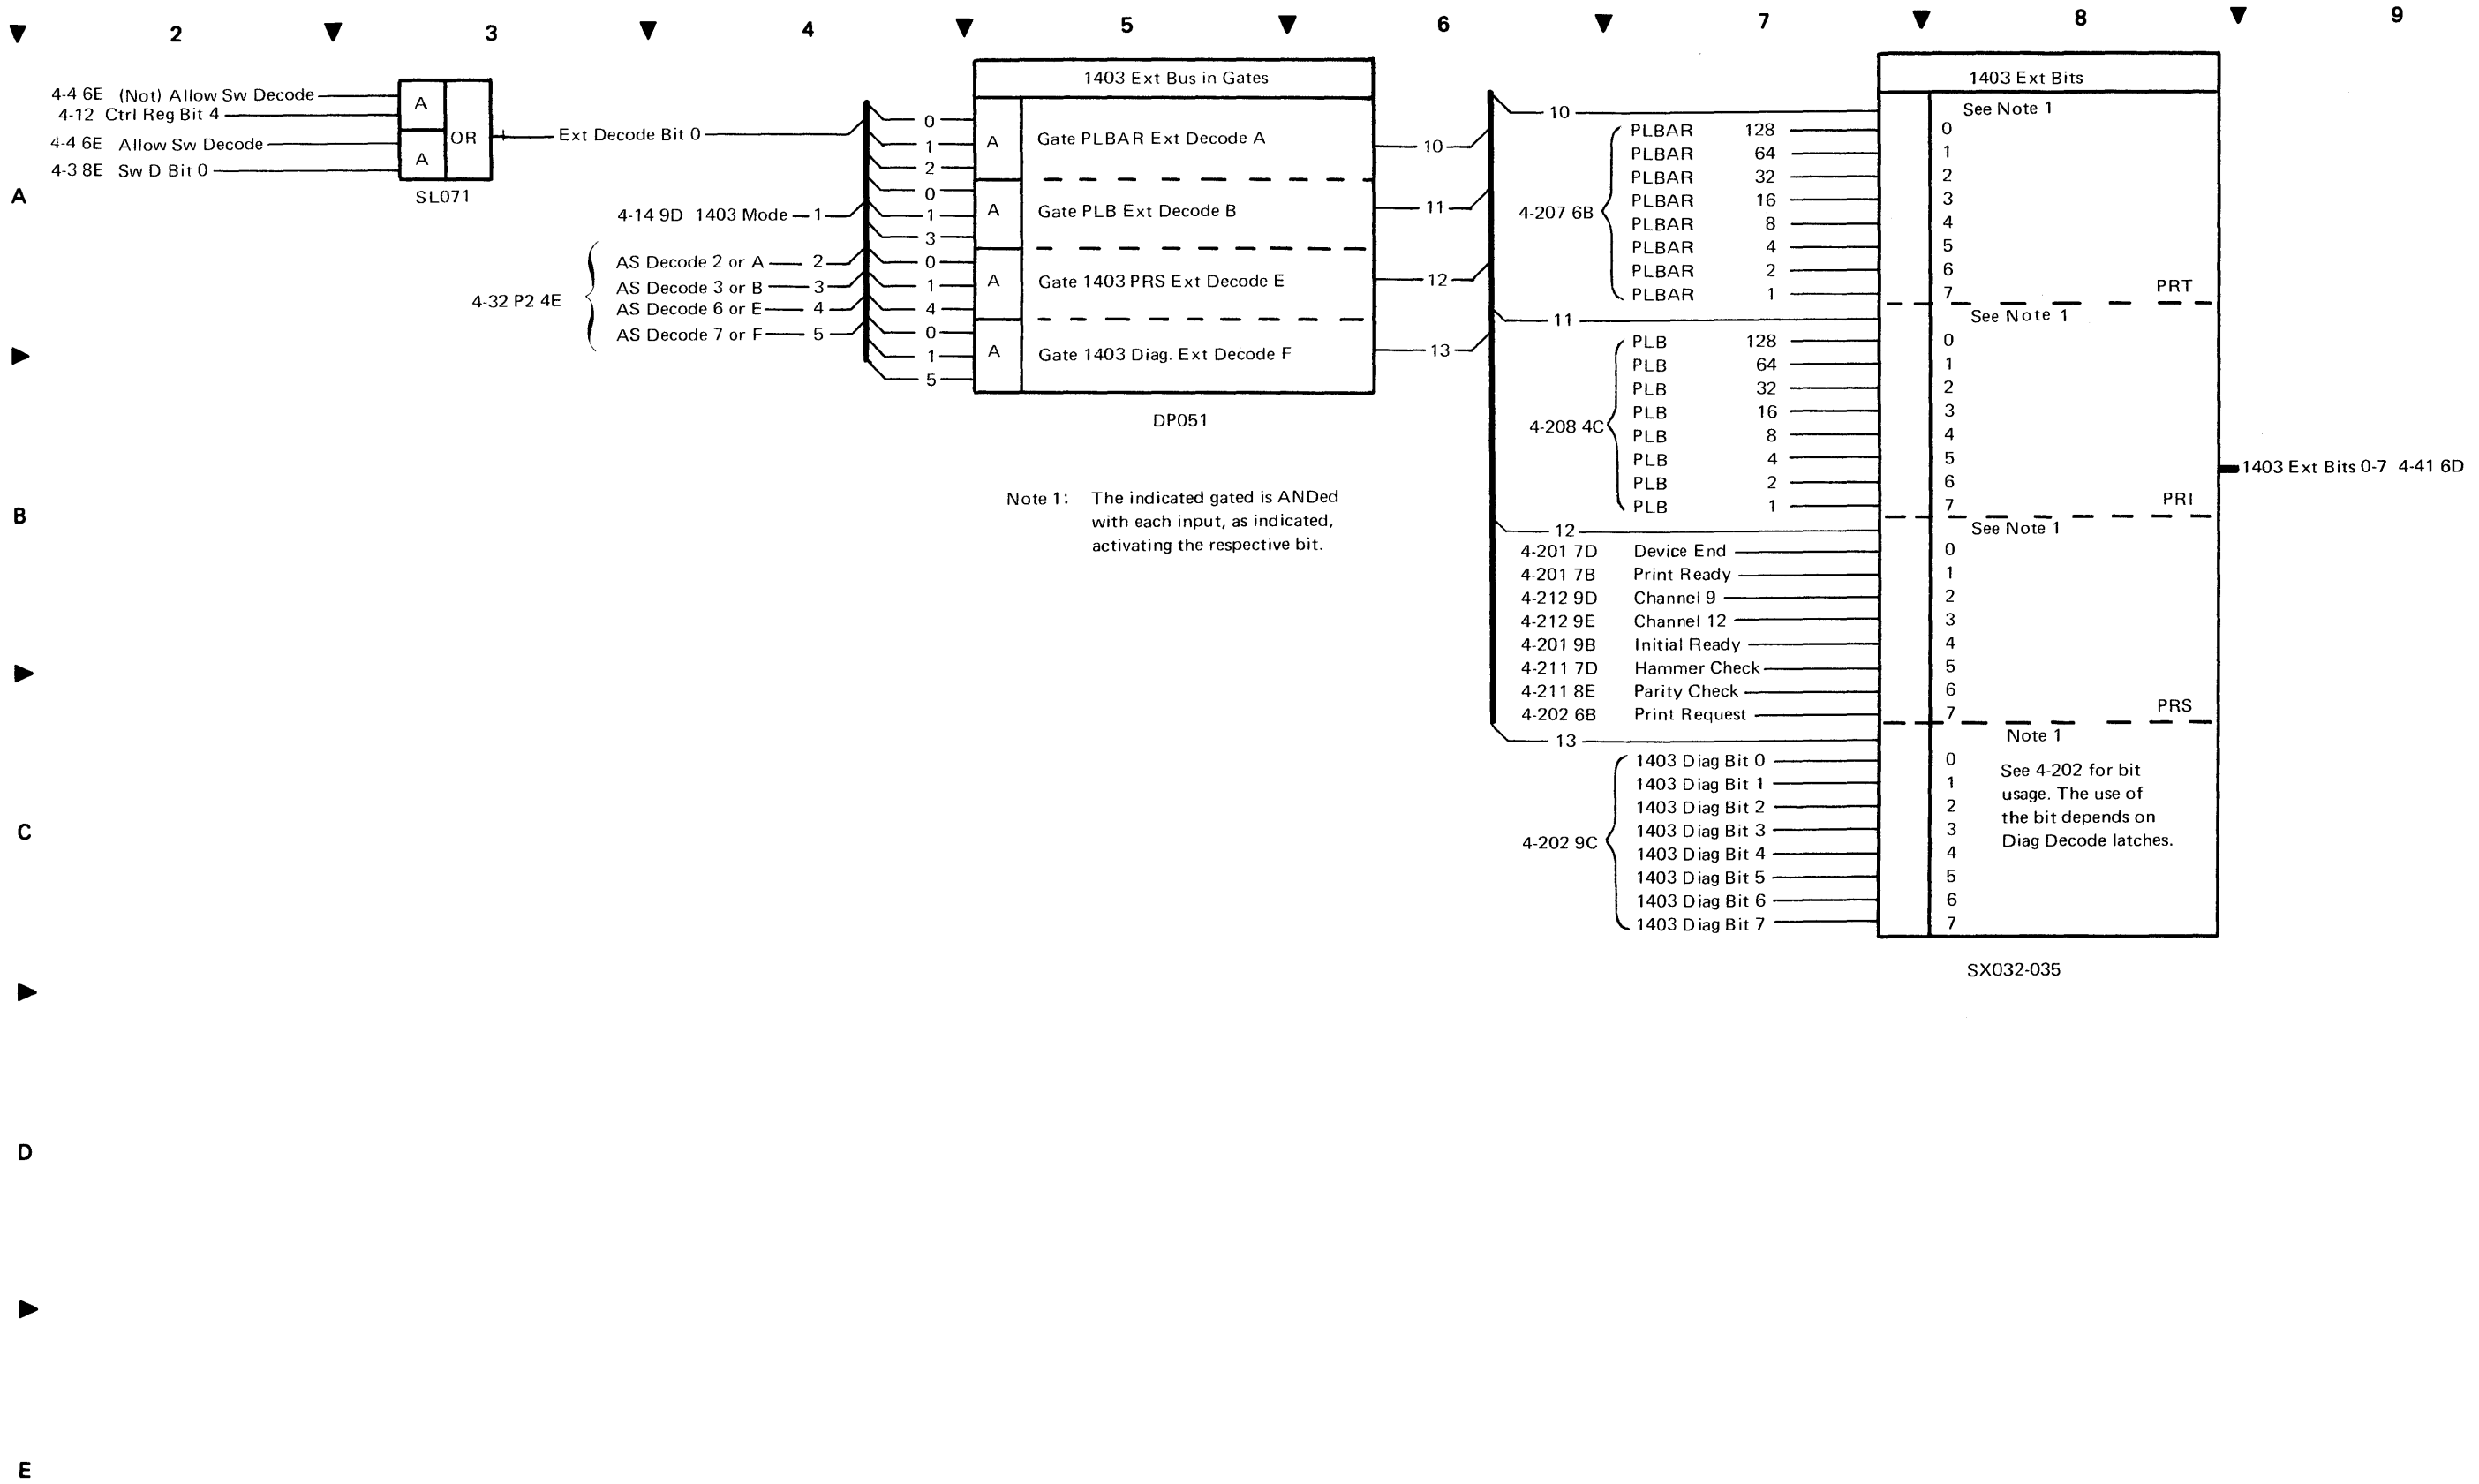 2 3 4 5 6 7 8 9
A
B
C
D
E
4-4 6E (Not) Allow Sw Decode
4-12 Ctrl Reg Bit 4
4-4 6E Allow Sw Decode
4-3 8E Sw D Bit 0
A
A
OR
SL071
Ext Decode Bit 0
4-14 9D 1403 Mode 1
4-32 P2 4E
AS Decode 2 or A 2
AS Decode 3 or B 3
AS Decode 6 or E 4
AS Decode 7 or F 5
1403 Ext Bus in Gates
0
1
2
A Gate PLBAR Ext Decode A 10
0
1
3
A Gate PLB Ext Decode B 11
0
1
4
A Gate 1403 PRS Ext Decode E 12
0
1
5
A Gate 1403 Diag. Ext Decode F 13
DP051
Note 1: The indicated gated is ANDed
with each input, as indicated,
activating the respective bit.
1403 Ext Bits
10 See Note 1
4-207 6B
PLBAR 128 0
PLBAR 64 1
PLBAR 32 2
PLBAR 16 3
PLBAR 8 4
PLBAR 4 5
PLBAR 2 6
PLBAR 1 7
PRT
11 See Note 1
4-208 4C
PLB 128 0
PLB 64 1
PLB 32 2
PLB 16 3
PLB 8 4
PLB 4 5
PLB 2 6
PLB 1 7
PRI
12 See Note 1
4-201 7D Device End 0
4-201 7B Print Ready 1
4-212 9D Channel 9 2
4-212 9E Channel 12 3
4-201 9B Initial Ready 4
4-211 7D Hammer Check 5
4-211 8E Parity Check 6
4-202 6B Print Request 7
PRS
13 Note 1
4-202 9C
1403 Diag Bit 0 0
1403 Diag Bit 1 1
1403 Diag Bit 2 2
1403 Diag Bit 3 3
1403 Diag Bit 4 4
1403 Diag Bit 5 5
1403 Diag Bit 6 6
1403 Diag Bit 7 7
See 4-202 for bit
usage. The use of
the bit depends on
Diag Decode latches.
SX032-035
1403 Ext Bits 0-7 4-41 6D